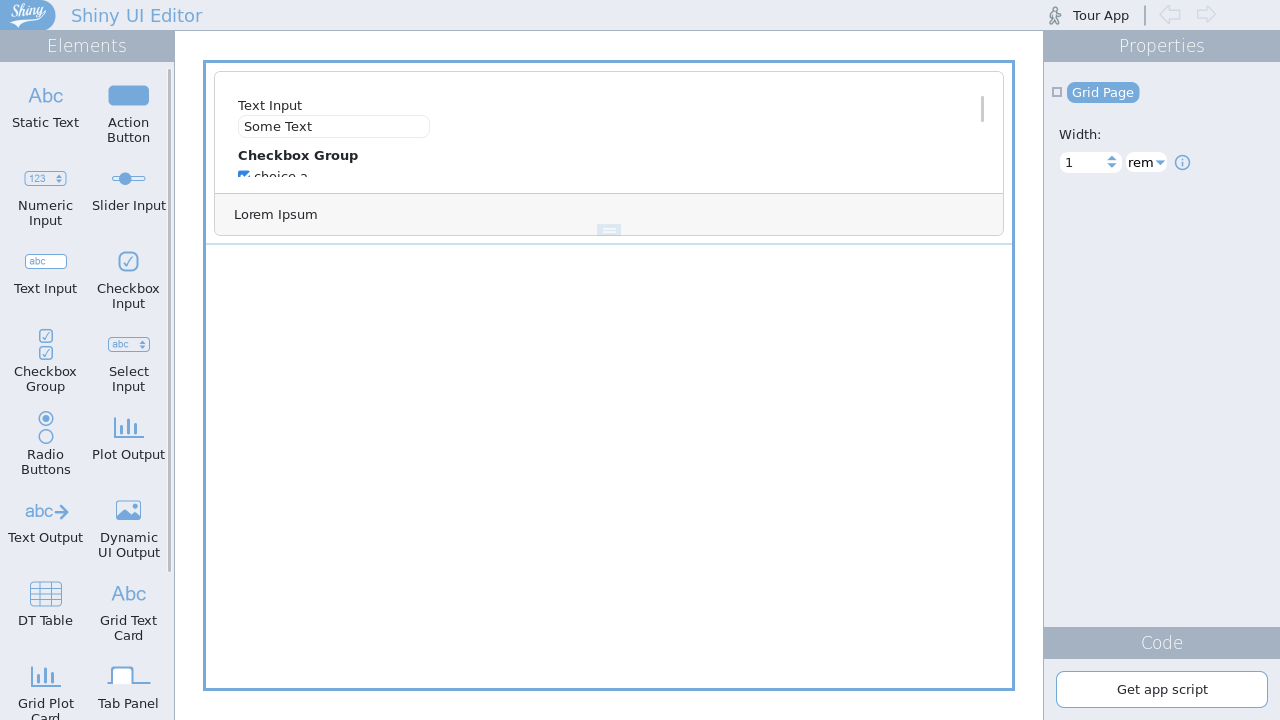 Shiny
Shiny UI Editor
Tour App
Elements
Abc
Static Text
Action
Button
123
Numeric
Input
Slider Input
abc
Text Input
Checkbox
Input
Checkbox
Group
abc
Select
Input
Radio
Buttons
Plot Output
abc
Text Output
Dynamic
UI Output
DT Table
Abc
Grid Text
Card
Grid Plot
Card
Tab Panel
Text Input
Some Text
Checkbox Group
choice a
Lorem Ipsum
Properties
Grid Page
Width:
1
rem
Code
Get app script